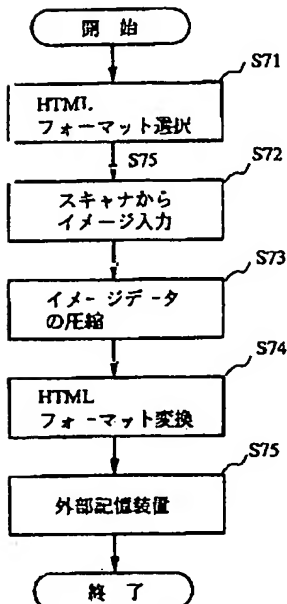 開始
S71
HTML
フォーマット選択
S75
S72
スキャナから
イメージ入力
S73
イメージデータ
の圧縮
S74
HTML
フォーマット変換
S75
外部記憶装置
終了